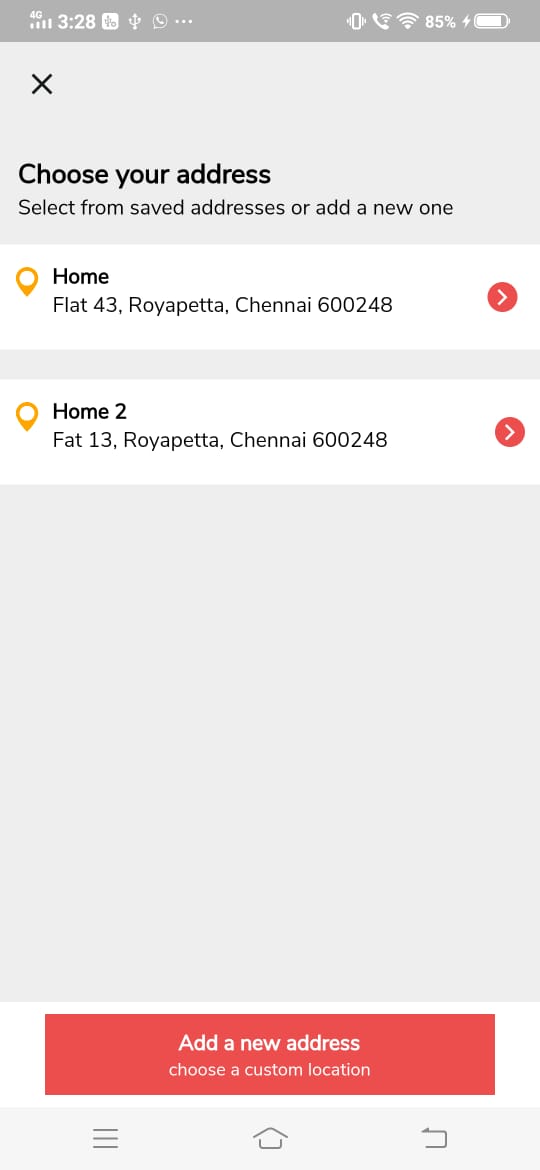 4G
3:28
85%
Choose your address
Select from saved addresses or add a new one
Home
Flat 43, Royapetta, Chennai 600248
Home 2
Fat 13, Royapetta, Chennai 600248
Add a new address
choose a custom location